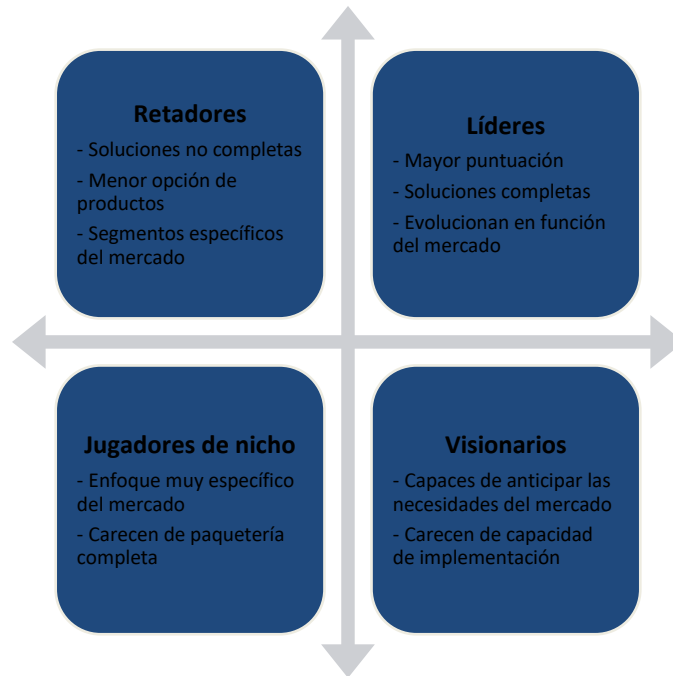 Retadores
- Soluciones no completas
- Menor opción de
productos
- Segmentos específicos
del mercado
Líderes
- Mayor puntuación
- Soluciones completas
- Evolucionan en función
del mercado
Jugadores de nicho
- Enfoque muy específico
del mercado
- Carecen de paquetería
completa
Visionarios
- Capaces de anticipar las
necesidades del mercado
- Carecen de capacidad
de implementación